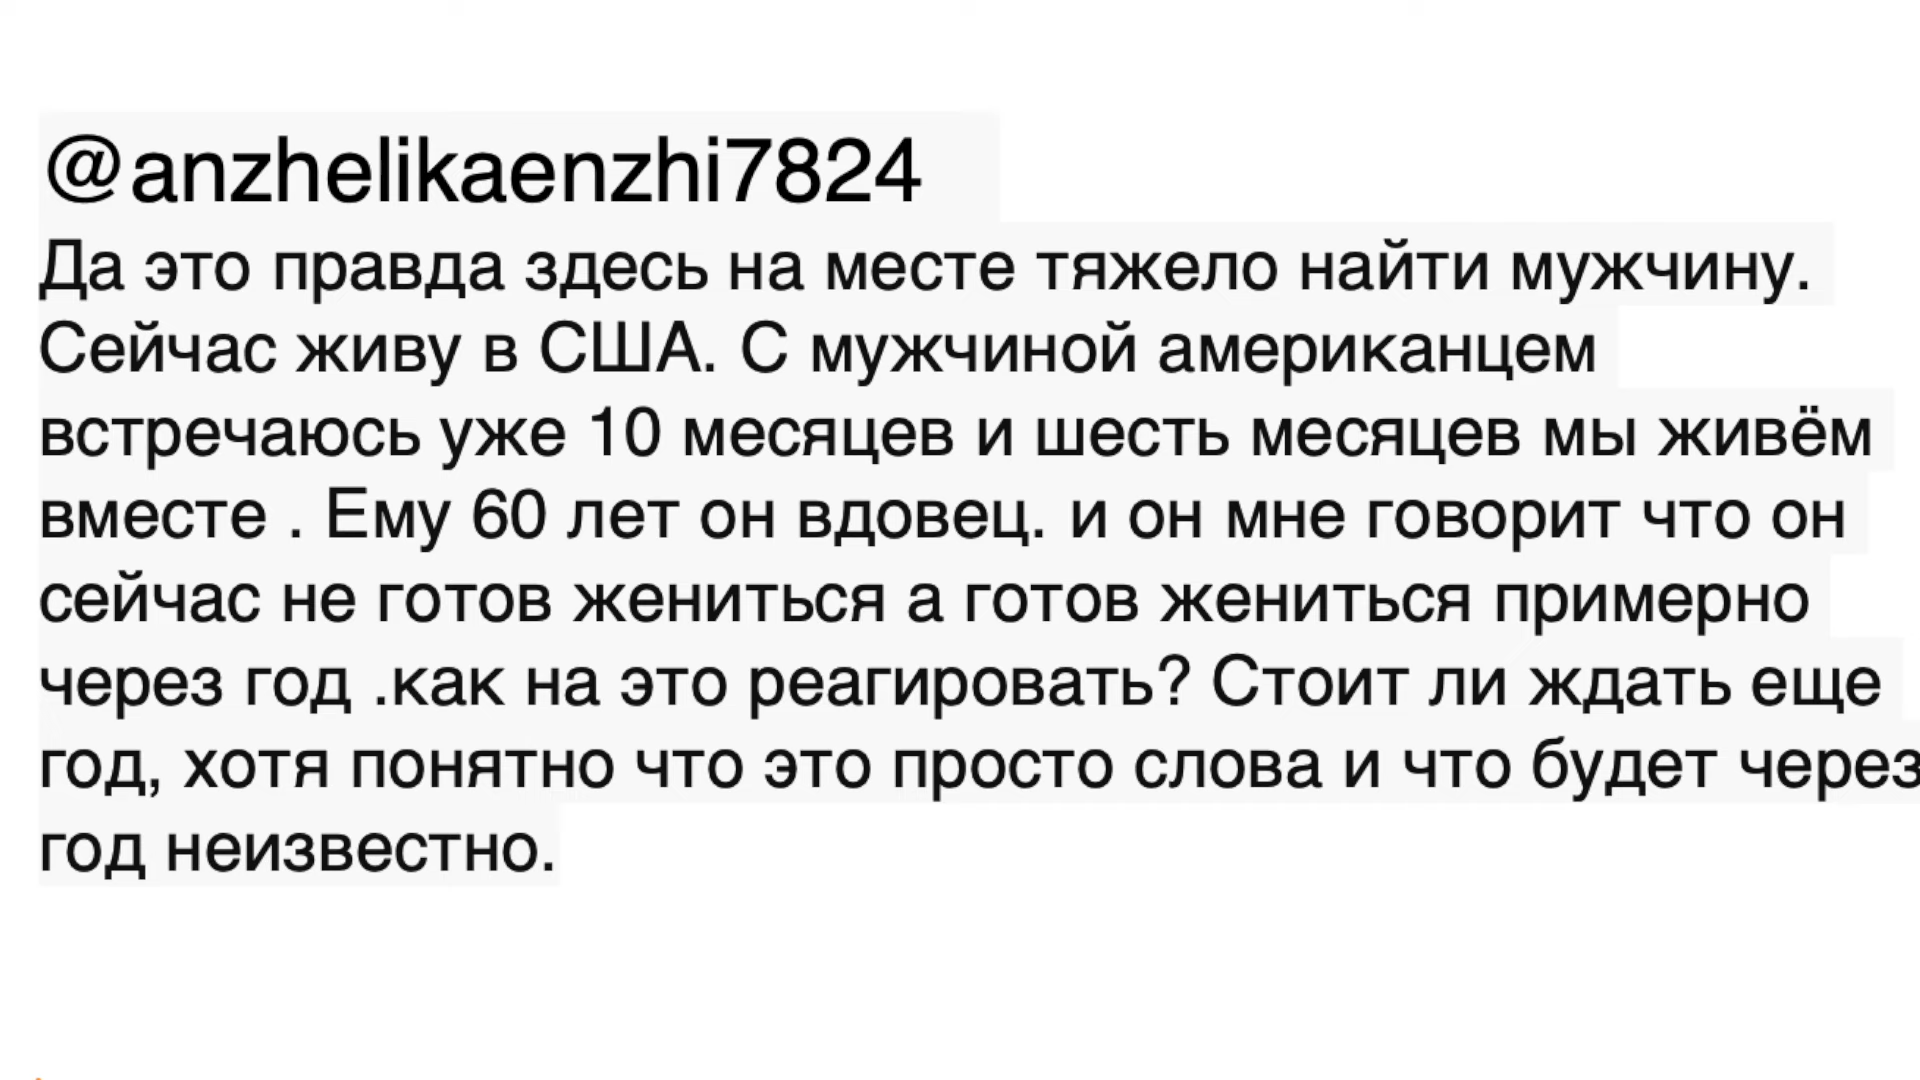 @anzhelikaenzhi7824
Да это правда здесь на месте тяжело найти мужчину.
Сейчас живу в США. С мужчиной американцем
встречаюсь уже 10 месяцев и шесть месяцев мы живём
вместе . Ему 60 лет он вдовец. и он мне говорит что он
сейчас не готов жениться а готов жениться примерно
через год .как на это реагировать? Стоит ли ждать еще
год, хотя понятно что это просто слова и что будет через
год неизвестно.